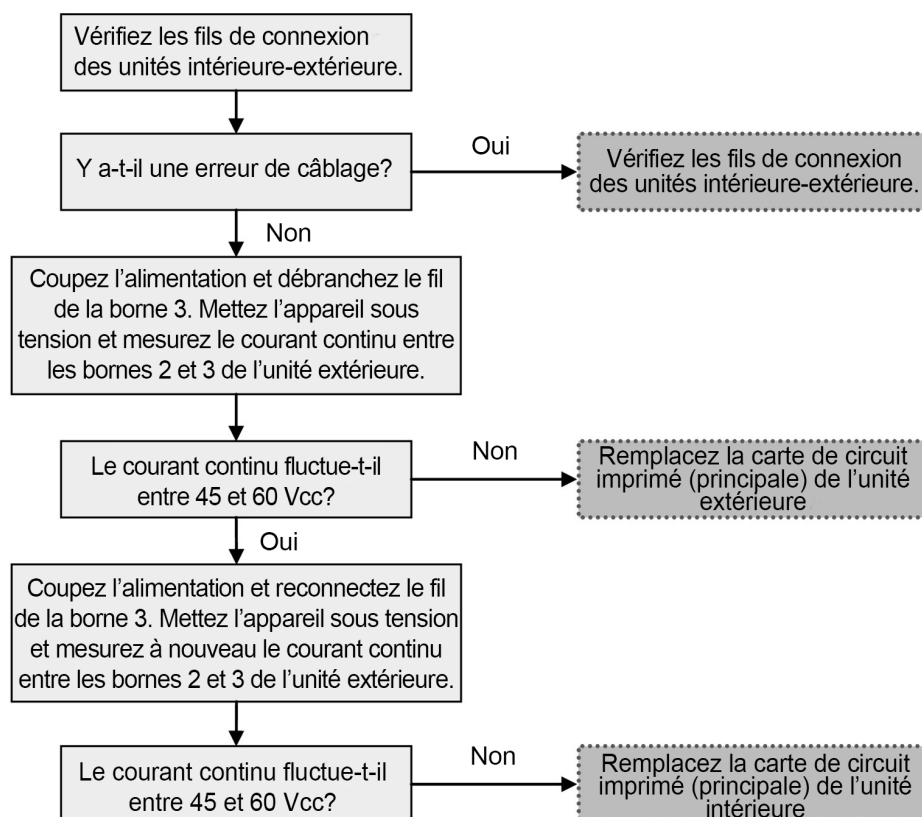 Vérifiez les fils de connexion
des unités intérieure-extérieure.
Y a-t-il une erreur de câblage?
Oui
Vérifiez les fils de connexion
des unités intérieure-extérieure.
Non
Coupez l’alimentation et débranchez le fil
de la borne 3. Mettez l’appareil sous
tension et mesurez le courant continu entre
les bornes 2 et 3 de l’unité extérieure.
Le courant continu fluctue-t-il
entre 45 et 60 Vcc?
Non
Remplacez la carte de circuit
imprimé (principale) de l’unité
extérieure
Oui
Coupez l’alimentation et reconnectez le fil
de la borne 3. Mettez l’appareil sous tension
et mesurez à nouveau le courant continu
entre les bornes 2 et 3 de l’unité extérieure.
Le courant continu fluctue-t-il
entre 45 et 60 Vcc?
Non
Remplacez la carte de circuit
imprimé (principale) de l’unité
intérieure